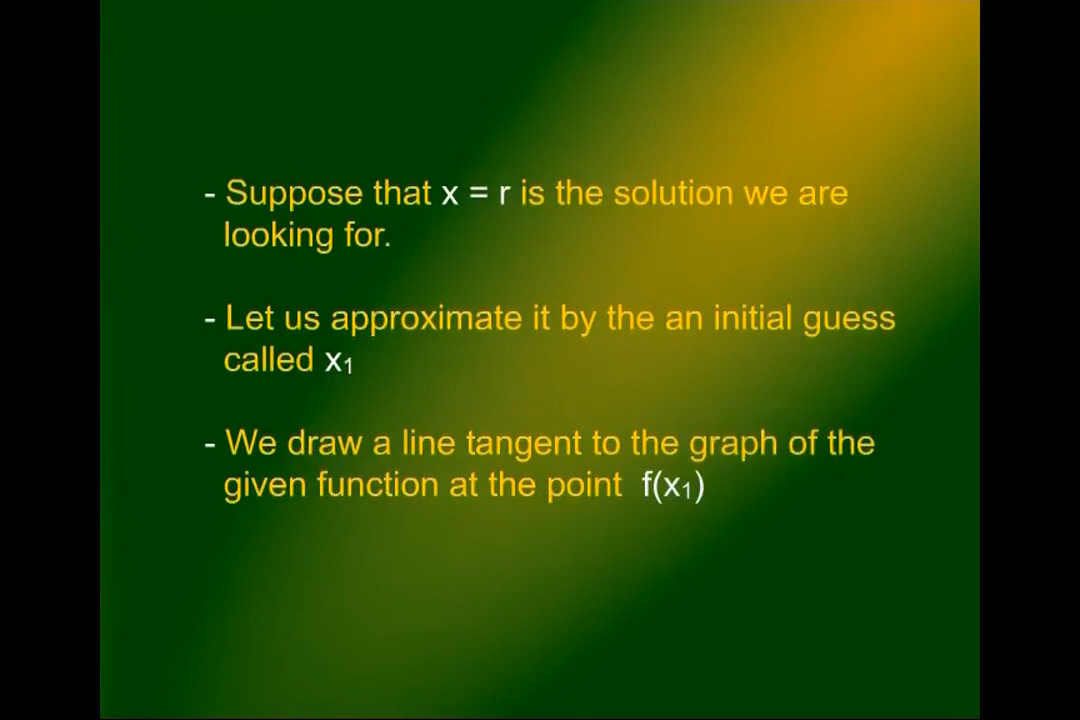 - Suppose that x = r is the solution we are
looking for.
- Let us approximate it by the an initial guess
called x₁
- We draw a line tangent to the graph of the
given function at the point f(x₁)